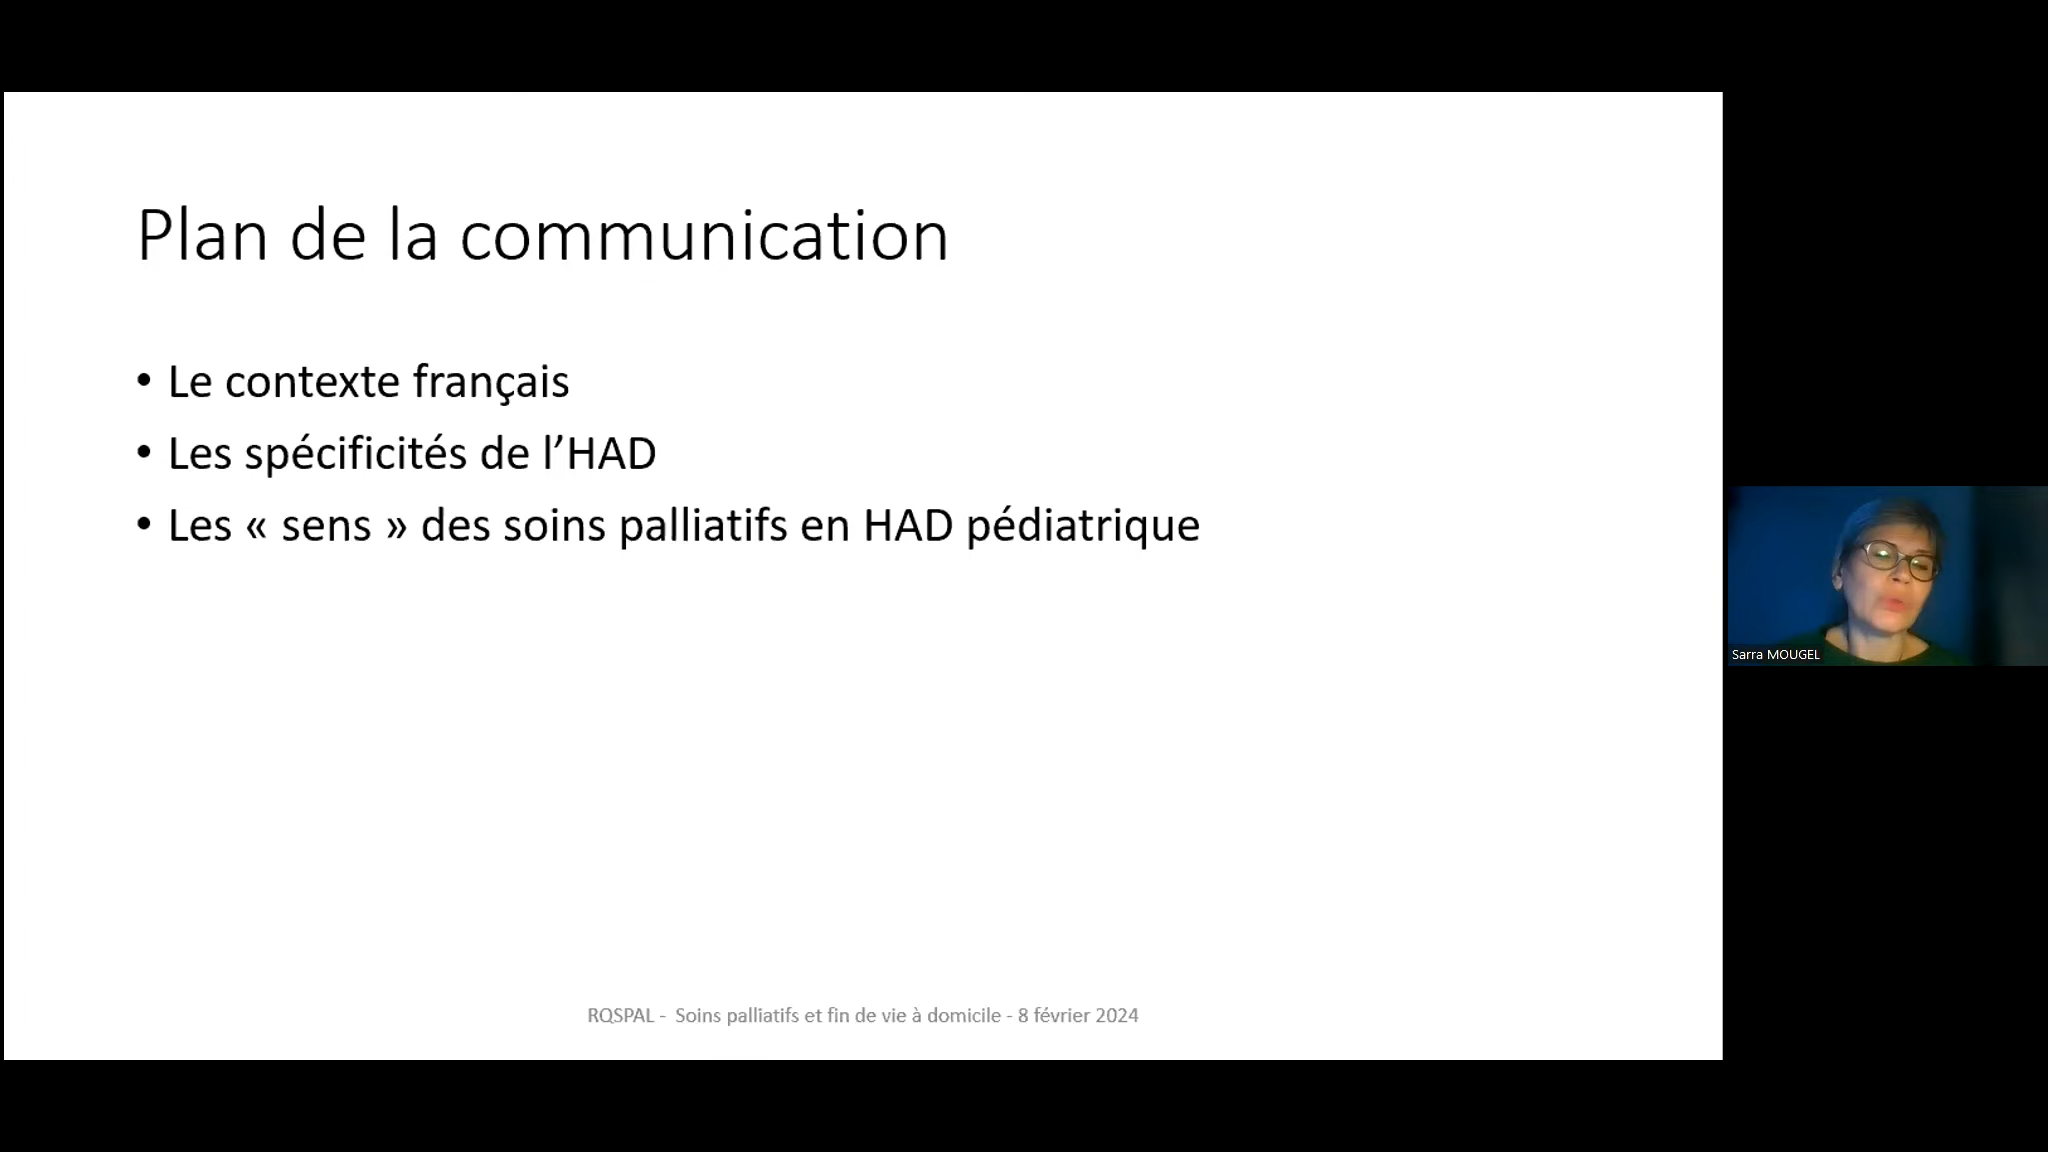 Plan de la communication
• Le contexte français
• Les spécificités de l’HAD
• Les « sens » des soins palliatifs en HAD pédiatrique
Sarra MOUGEL
RQSPAL - Soins palliatifs et fin de vie à domicile - 8 février 2024